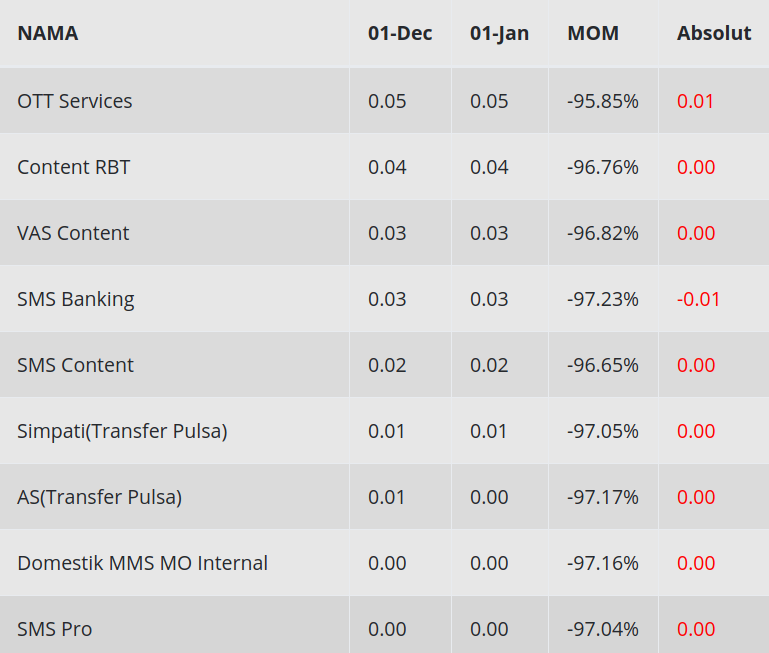 NAMA 01-Dec 01-Jan MOM Absolut
OTT Services 0.05 0.05 -95.85% 0.01
Content RBT 0.04 0.04 -96.76% 0.00
VAS Content 0.03 0.03 -96.82% 0.00
SMS Banking 0.03 0.03 -97.23% -0.01
SMS Content 0.02 0.02 -96.65% 0.00
Simpati(Transfer Pulsa) 0.01 0.01 -97.05% 0.00
AS(Transfer Pulsa) 0.01 0.00 -97.17% 0.00
Domestik MMS MO Internal 0.00 0.00 -97.16% 0.00
SMS Pro 0.00 0.00 -97.04% 0.00